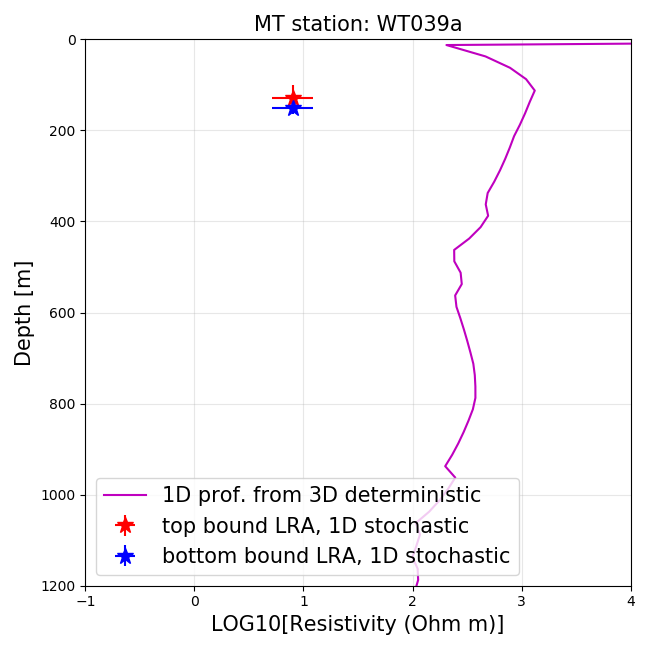 MT station: WT039a
0
200
400
600
800
1000
1200
Depth [m]
1D prof. from 3D deterministic
top bound LRA, 1D stochastic
bottom bound LRA, 1D stochastic
−1 0 1 2 3 4
LOG10[Resistivity (Ohm m)]